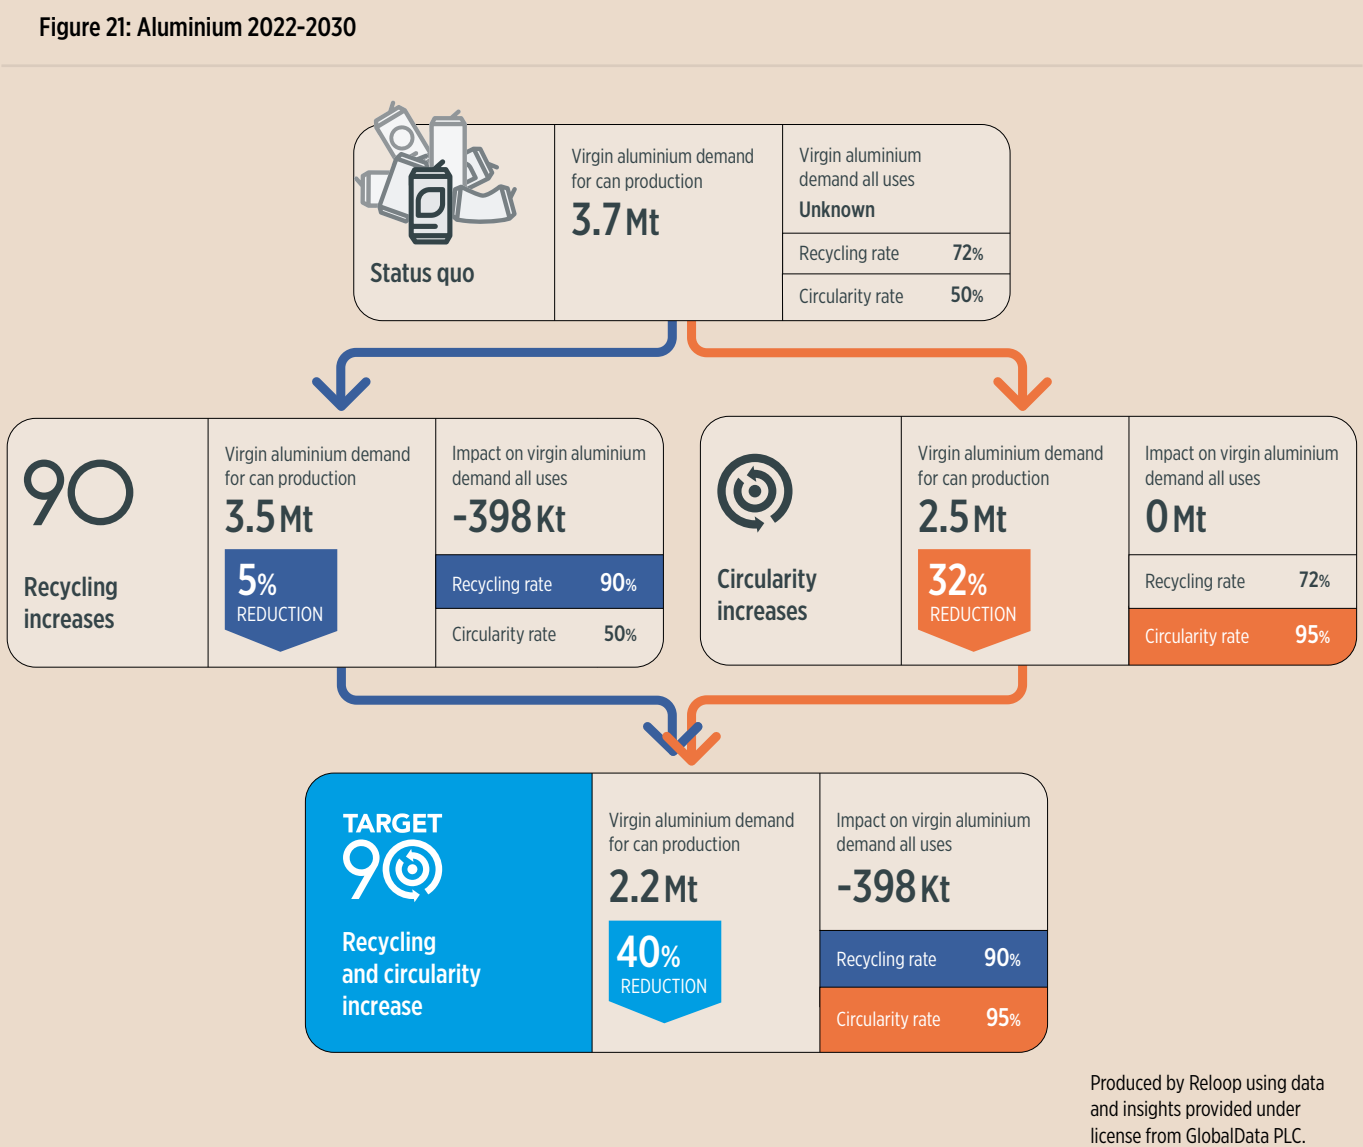 Figure 21: Aluminium 2022-2030
Status quo
Virgin aluminium demand
for can production
3.7 Mt
Virgin aluminium
demand all uses
Unknown
Recycling rate 72%
Circularity rate 50%
90
Recycling
increases
Virgin aluminium demand
for can production
3.5 Mt
5%
REDUCTION
Impact on virgin aluminium
demand all uses
-398 Kt
Recycling rate 90%
Circularity rate 50%
Circularity
increases
Virgin aluminium demand
for can production
2.5 Mt
32%
REDUCTION
Impact on virgin aluminium
demand all uses
0 Mt
Recycling rate 72%
Circularity rate 95%
TARGET
90
Recycling
and circularity
increase
Virgin aluminium demand
for can production
2.2 Mt
40%
REDUCTION
Impact on virgin aluminium
demand all uses
-398 Kt
Recycling rate 90%
Circularity rate 95%
Produced by Reloop using data
and insights provided under
license from GlobalData PLC.